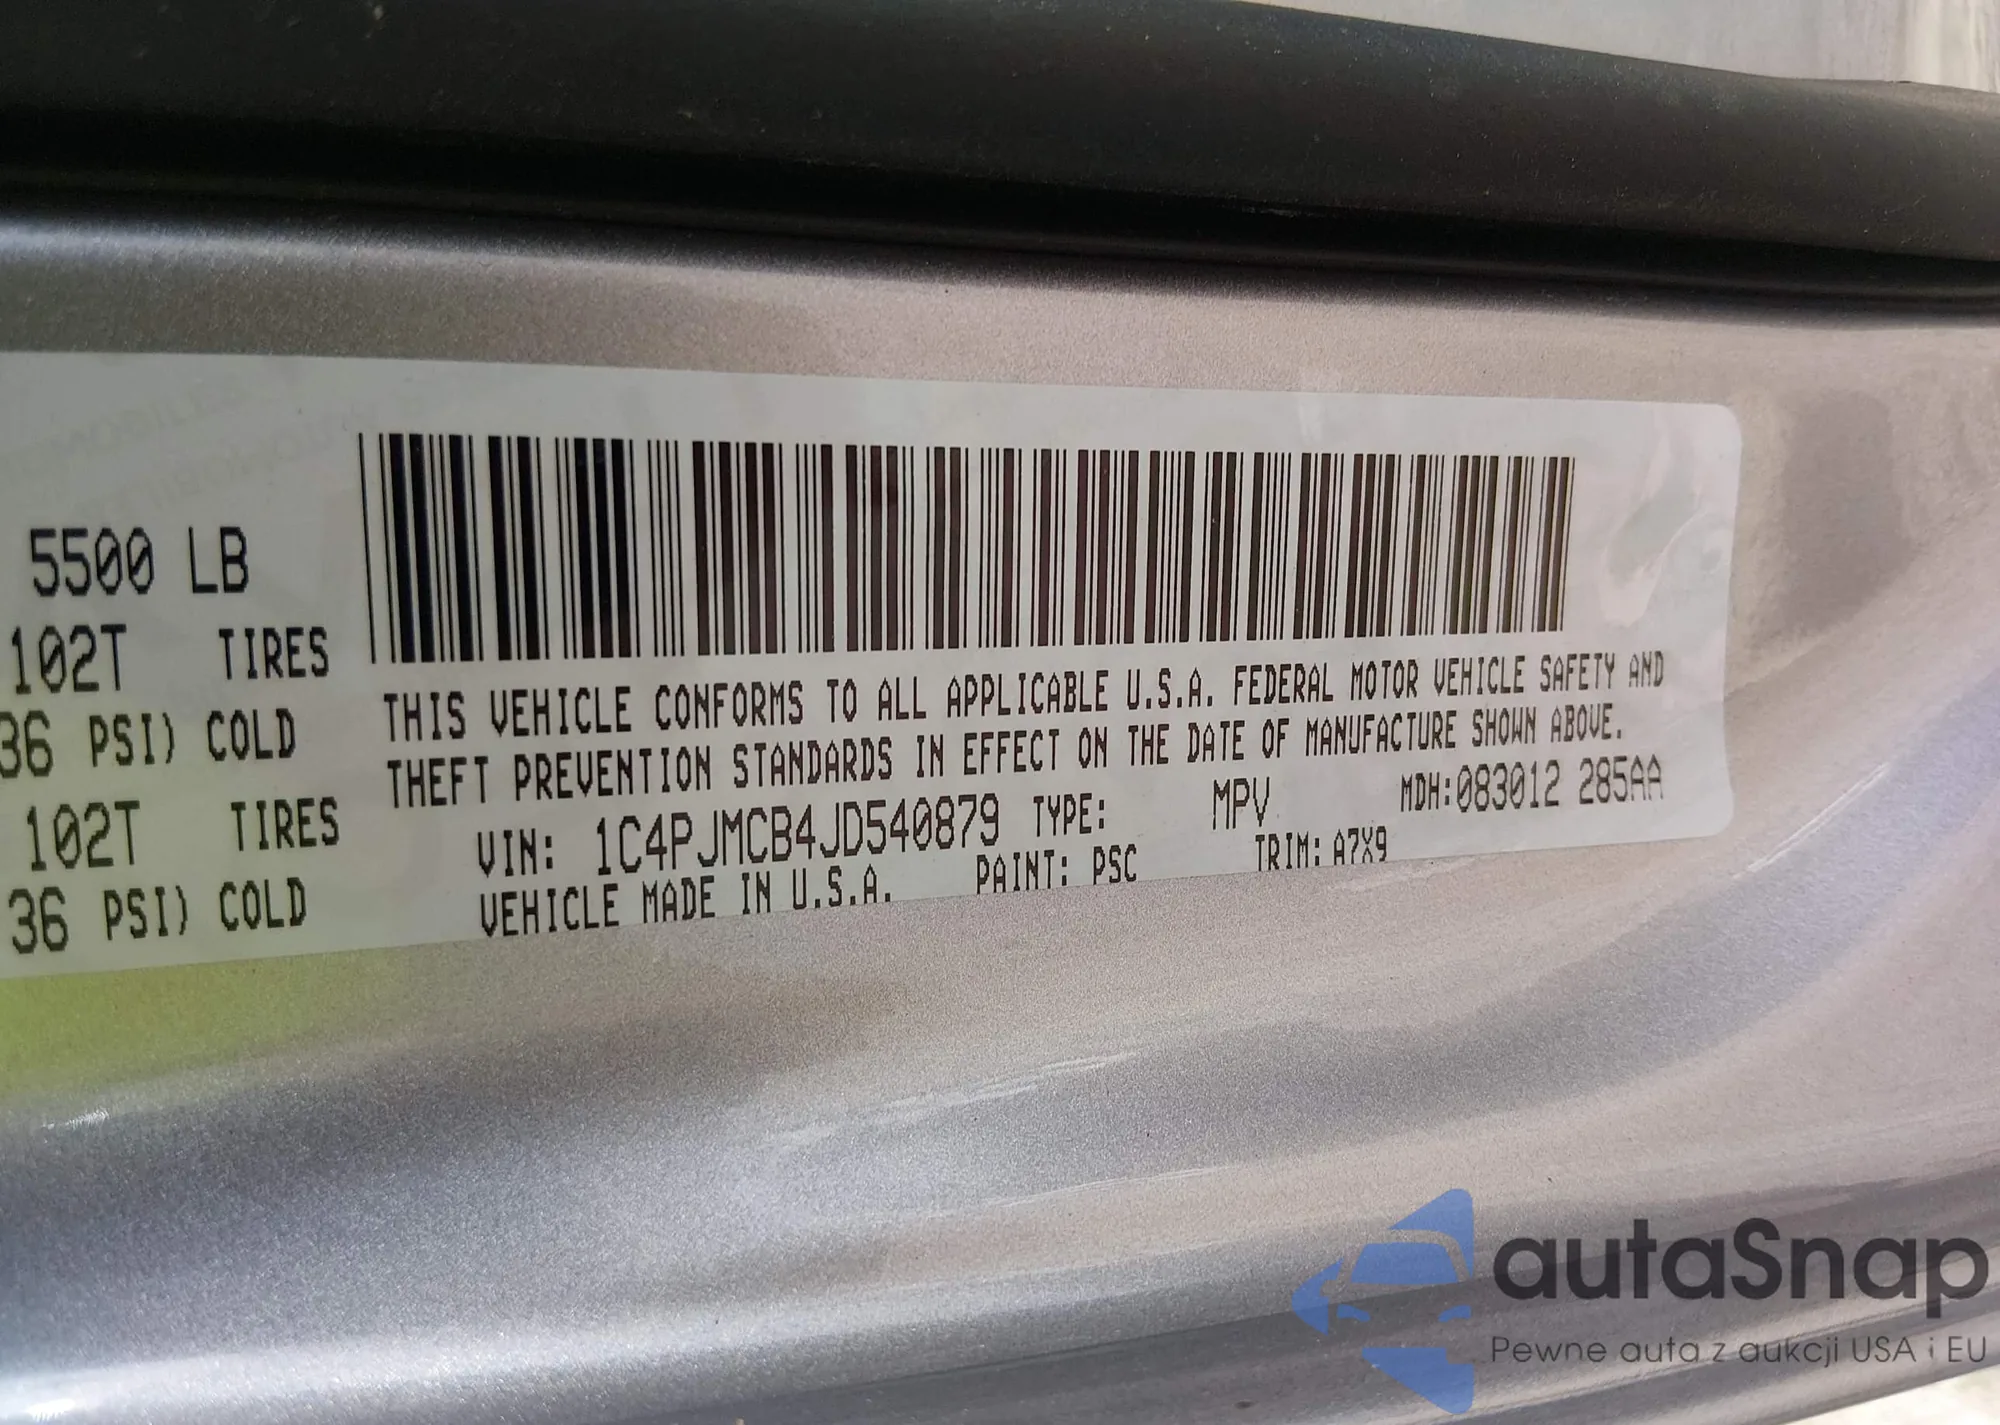 5500 LB
102T TIRES
36 PSI) COLD
102T TIRES
36 PSI) COLD
THIS VEHICLE CONFORMS TO ALL APPLICABLE U.S.A. FEDERAL MOTOR VEHICLE SAFETY AND
THEFT PREVENTION STANDARDS IN EFFECT ON THE DATE OF MANUFACTURE SHOWN ABOVE.
VIN: 1C4PJMCB4JD540879 TYPE: MPV MDH:083012 285AA
VEHICLE MADE IN U.S.A. PAINT: PSC TRIM: A7X9
autaSnap
Pewne auta z aukcji USA i EU